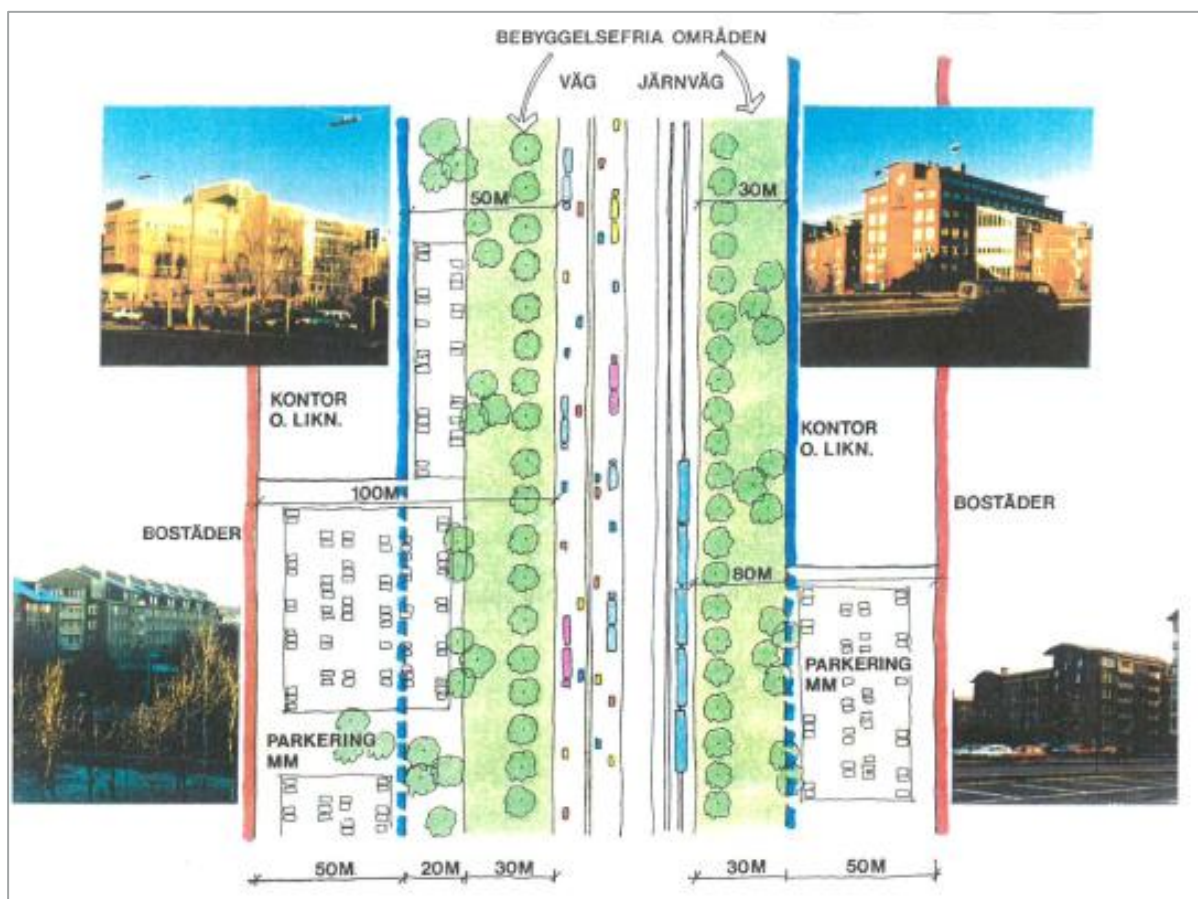 BEBYGGELSEFRIA OMRÅDEN
VÄG
JÄRNVÄG
50M
30M
KONTOR
O. LIKN.
KONTOR
O. LIKN.
100M
BOSTÄDER
BOSTÄDER
80M
PARKERING
MM
PARKERING
MM
50M
20M
30M
30M
50M